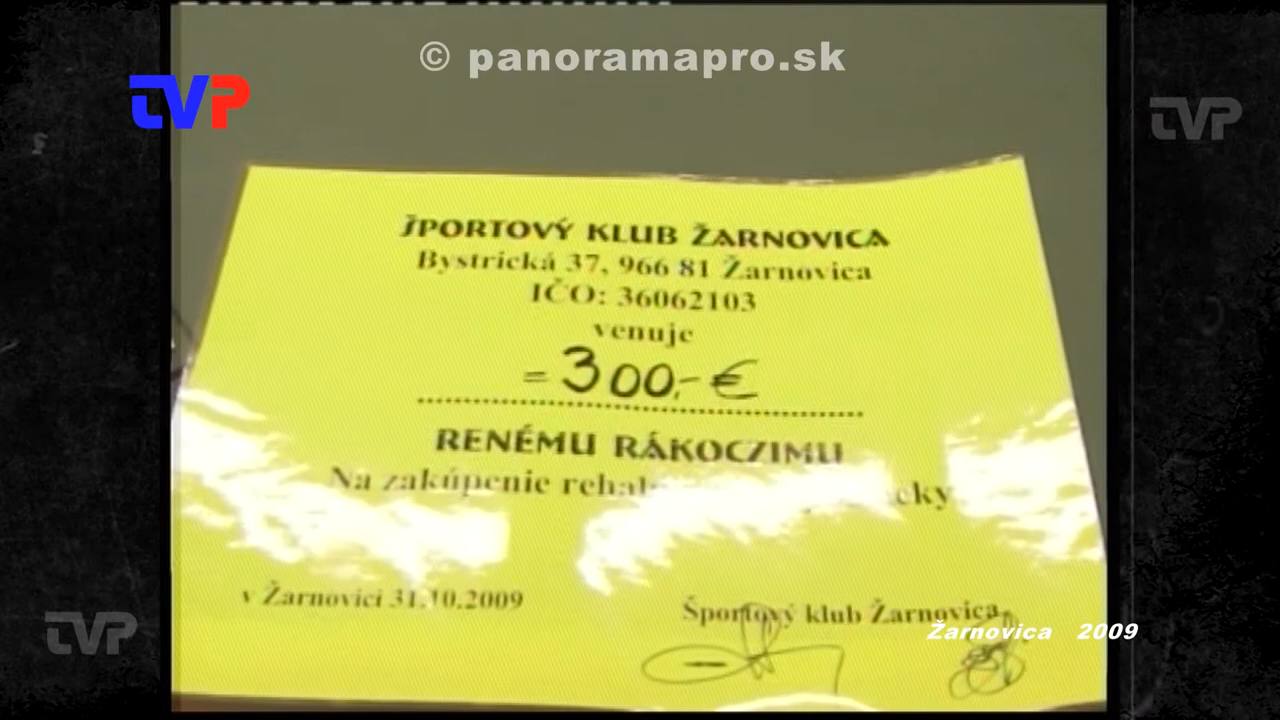 © panoramapro.sk
TVP
TVP
ŠPORTOVÝ KLUB ŽARNOVICA
Bystrická 37, 966 81 Žarnovica
IČO: 36062103
venuje
= 300,- €
RENÉMU RÁKOCZIMU
Na zakúpenie
v Žarnovici 31.10.2009
Športový klub Žarnovica
Žarnovica 2009
TVP